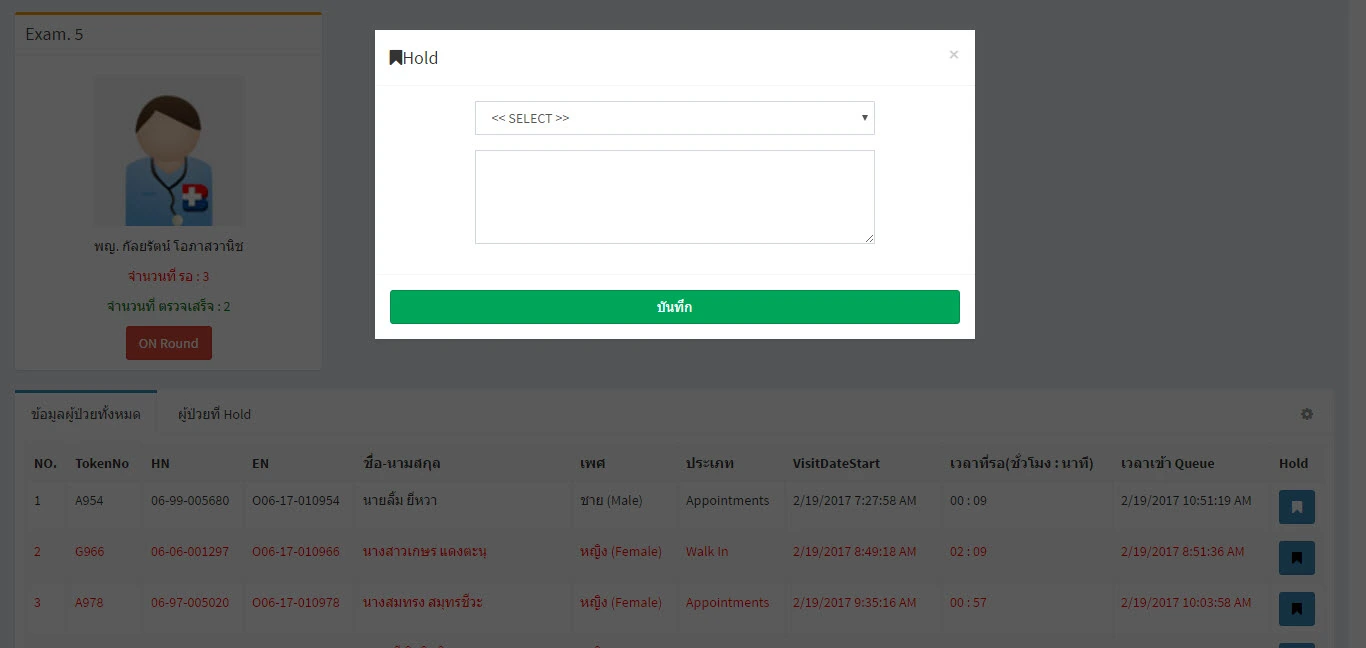 Exam. 5
พญ. กัลยรัตน์ โอภาสวานิช
จำนวนที่ รอ : 3
จำนวนที่ ตรวจเสร็จ : 2
ON Round
Hold
×
<< SELECT >>
บันทึก
ข้อมูลผู้ป่วยทั้งหมด ผู้ป่วยที่ Hold
NO. TokenNo HN EN ชื่อ-นามสกุล เพศ ประเภท VisitDateStart เวลาที่รอ(ชั่วโมง : นาที) เวลาเข้า Queue Hold
1 A954 06-99-005680 O06-17-010954 นายลิ้ม ยี่หวา ชาย (Male) Appointments 2/19/2017 7:27:58 AM 00 : 09 2/19/2017 10:51:19 AM
2 G966 06-06-001297 O06-17-010966 นางสาวเกษร แดงตะนุ หญิง (Female) Walk In 2/19/2017 8:49:18 AM 02 : 09 2/19/2017 8:51:36 AM
3 A978 06-97-005020 O06-17-010978 นางสมทรง สมุทรชีวะ หญิง (Female) Appointments 2/19/2017 9:35:16 AM 00 : 57 2/19/2017 10:03:58 AM